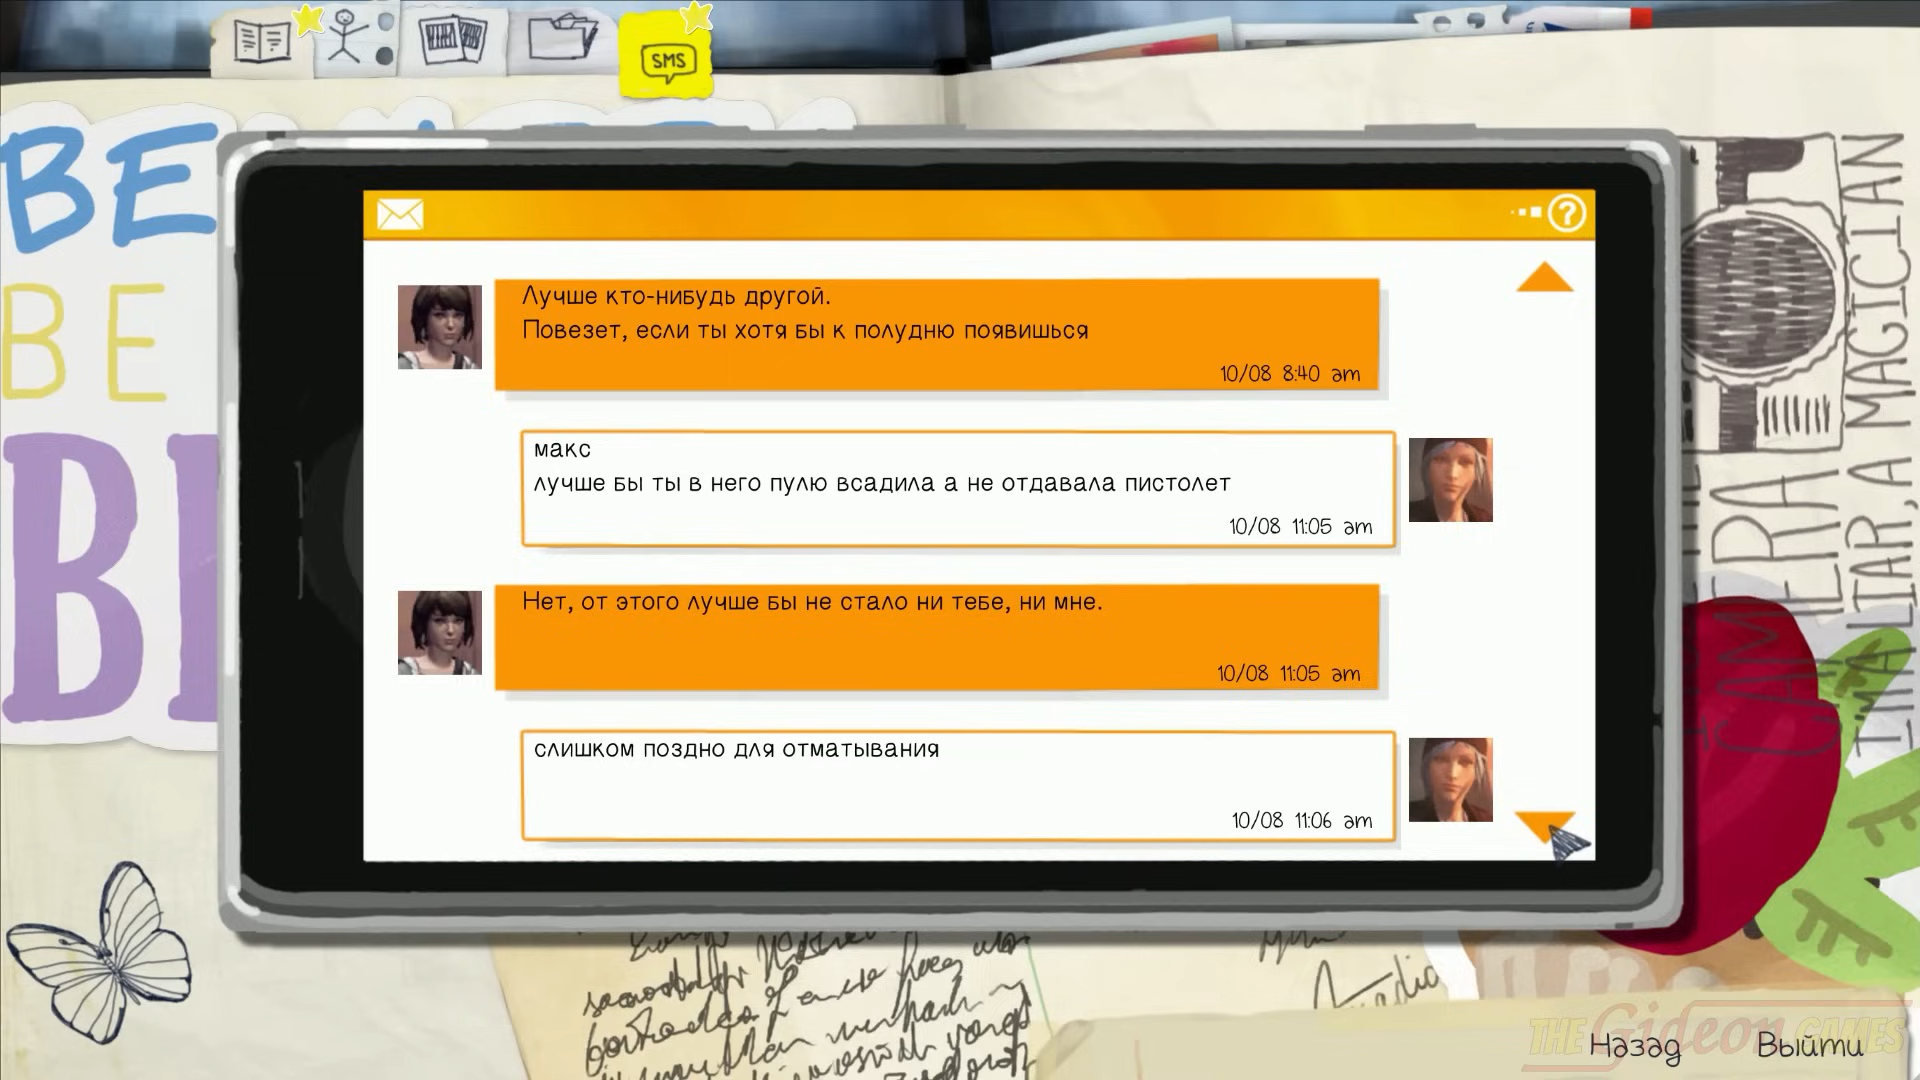 SMS
BE
BE
Лучше кто-нибудь другой.
Повезет, если ты хотя бы к полудню появишься
10/08 8:40 am
макс
лучше бы ты в него пулю всадила а не отдавала пистолет
10/08 11:05 am
Нет, от этого лучше бы не стало ни тебе, ни мне.
10/08 11:05 am
слишком поздно для отматывания
10/08 11:06 am
CAMERA
LIAR, A MAGICIAN
THE Gideon GAMES
Назад
Выйти